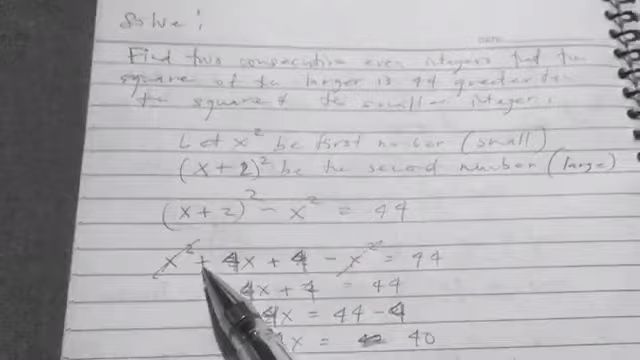 Solve:
DATE
Find two consecutive even integers that the
square of the larger is 44 greater than
the square of the smaller integer.
Let x² be first number (small)
(x + 2)² be the second number (large)
(x + 2)² - x² = 44
x² + 4x + 4 - x² = 44
4x + 4 = 44
4x = 44 - 4
x = 40